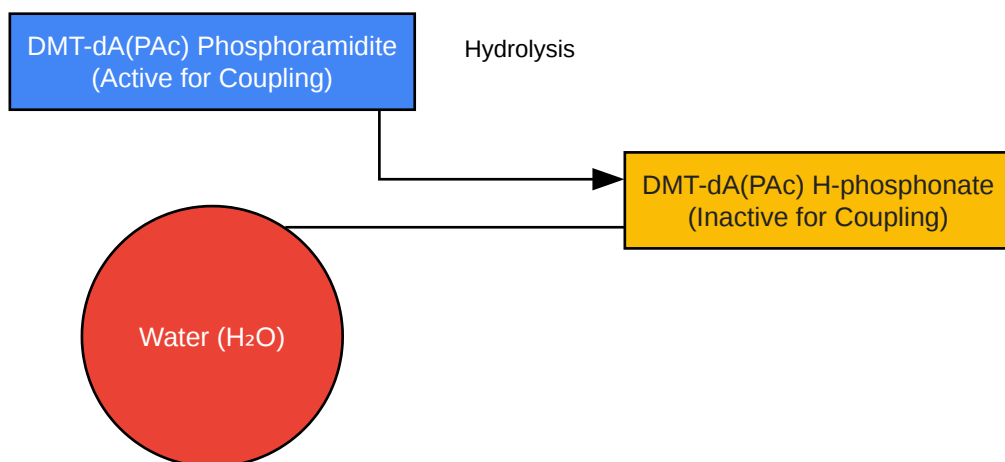 DMT-dA(PAc) Phosphoramidite
(Active for Coupling)
Hydrolysis
DMT-dA(PAc) H-phosphonate
(Inactive for Coupling)
Water (H₂O)